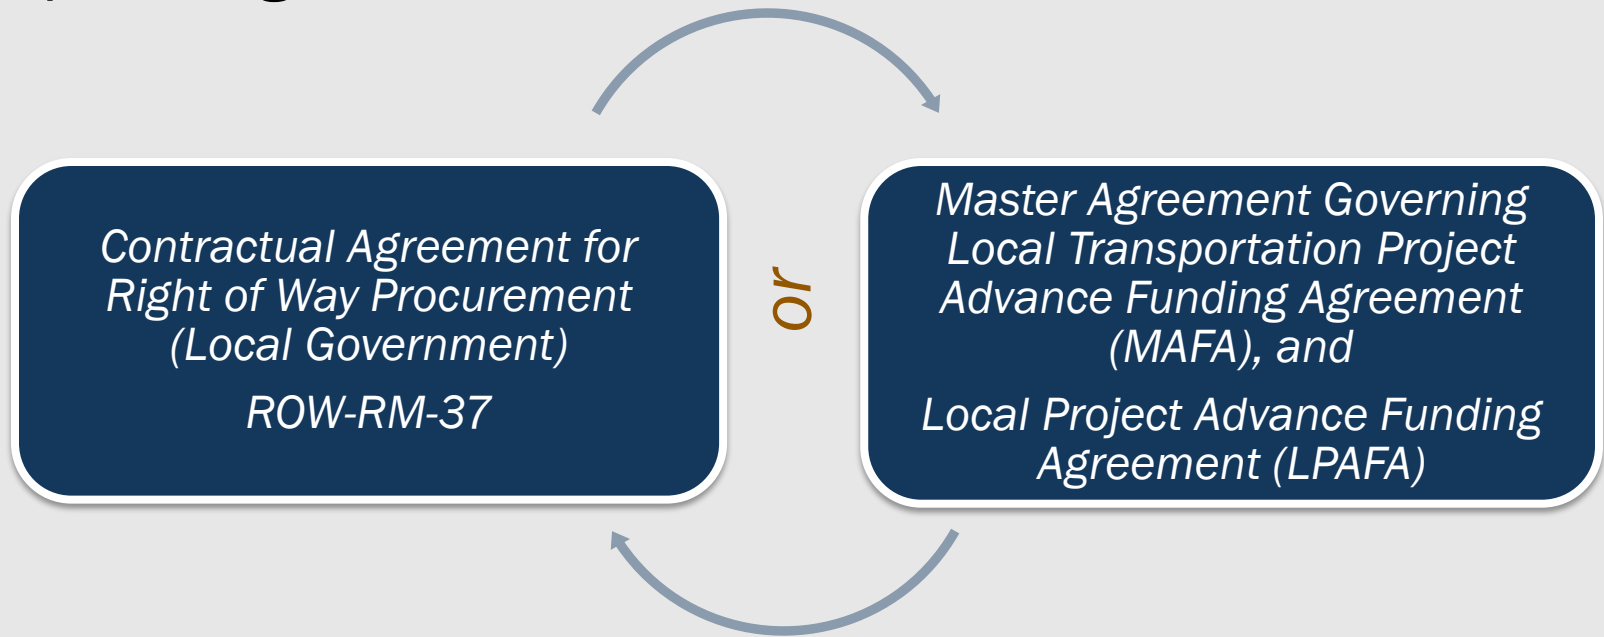 Contractual Agreement for
Right of Way Procurement
(Local Government)
ROW-RM-37
or
Master Agreement Governing
Local Transportation Project
Advance Funding Agreement
(MAFA), and
Local Project Advance Funding
Agreement (LPAFA)